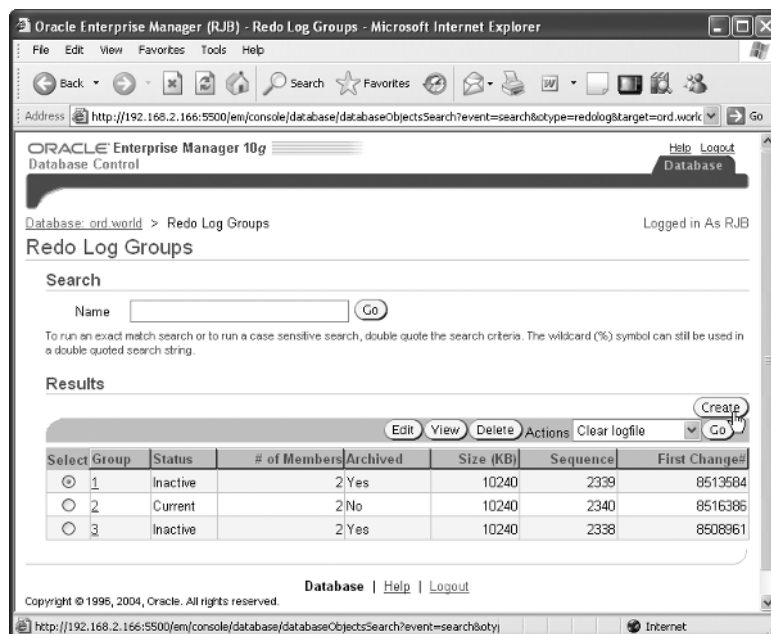 Oracle Enterprise Manager (RJB) - Redo Log Groups - Microsoft Internet Explorer
File Edit View Favorites Tools Help
Back Search Favorites
Address http://192.168.2.166:5500/em/console/database/databaseObjectsSearch?event=search&otype=redolog&target=ord.world Go
ORACLE Enterprise Manager 10g
Database Control
Help Logout
Database
Database: ord.world > Redo Log Groups Logged in As RJB
Redo Log Groups
Search
Name Go
To run an exact match search or to run a case sensitive search, double quote the search criteria. The wildcard (%) symbol can still be used in
a double quoted search string.
Results
Create
Edit View Delete Actions Clear logfile Go
Select Group Status # of Members Archived Size (KB) Sequence First Change#
1 Inactive 2 Yes 10240 2339 8513584
2 Current 2 No 10240 2340 8516386
3 Inactive 2 Yes 10240 2338 8508961
Database | Help | Logout
Copyright © 1996, 2004, Oracle. All rights reserved.
http://192.168.2.166:5500/em/console/database/databaseObjectsSearch?event=search&oty Internet